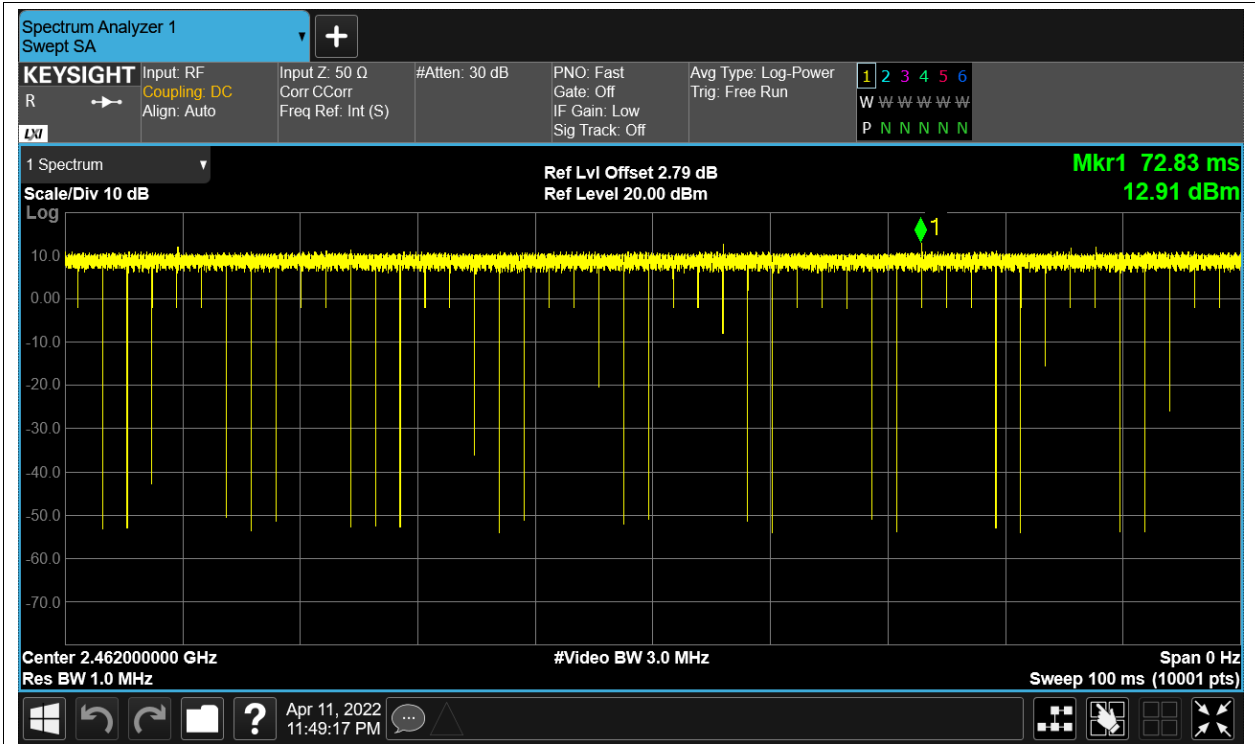 Spectrum Analyzer 1
Swept SA
KEYSIGHT
R
LXI
Input: RF
Coupling: DC
Align: Auto
Input Z: 50 Ω
Corr CCorr
Freq Ref: Int (S)
#Atten: 30 dB
PNO: Fast
Gate: Off
IF Gain: Low
Sig Track: Off
Avg Type: Log-Power
Trig: Free Run
1 2 3 4 5 6
W W W W W W
P N N N N N
1 Spectrum
Scale/Div 10 dB
Ref Lvl Offset 2.79 dB
Ref Level 20.00 dBm
Mkr1 72.83 ms
12.91 dBm
Log
1
10.0
0.00
-10.0
-20.0
-30.0
-40.0
-50.0
-60.0
-70.0
Center 2.462000000 GHz
#Video BW 3.0 MHz
Span 0 Hz
Res BW 1.0 MHz
Sweep 100 ms (10001 pts)
?
Apr 11, 2022
11:49:17 PM